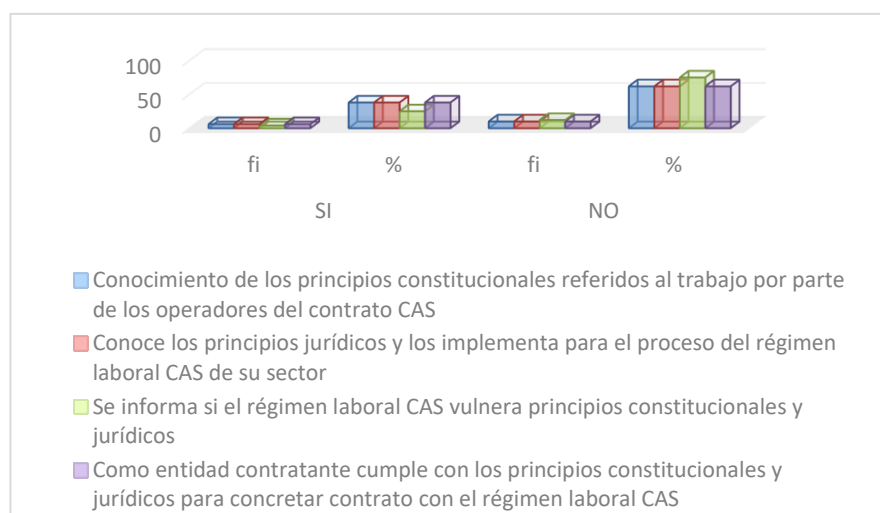 100
50
0
fi
%
fi
%
SI
NO
Conocimiento de los principios constitucionales referidos al trabajo por parte
de los operadores del contrato CAS
Conoce los principios jurídicos y los implementa para el proceso del régimen
laboral CAS de su sector
Se informa si el régimen laboral CAS vulnera principios constitucionales y
jurídicos
Como entidad contratante cumple con los principios constitucionales y
jurídicos para concretar contrato con el régimen laboral CAS